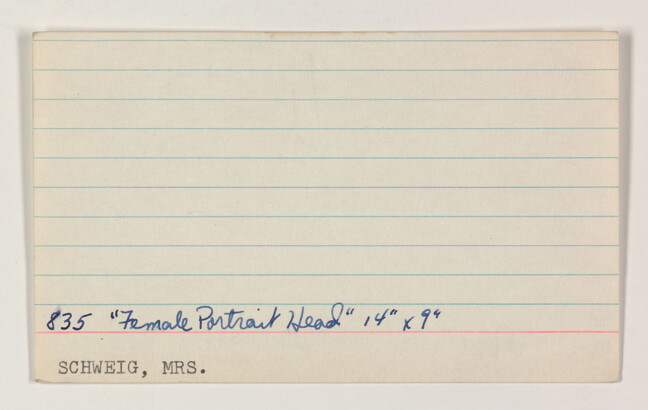 835 "Female Portrait Head" 14" x 9"
SCHWEIG, MRS.